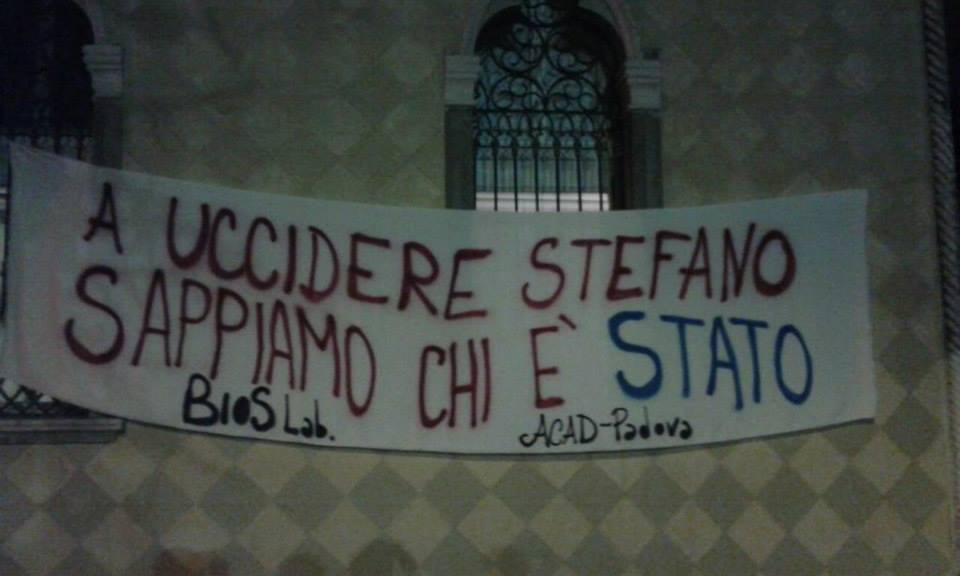 A UCCIDERE STEFANO
SAPPIAMO CHI È STATO
BIOS Lab. ACAD-Padova